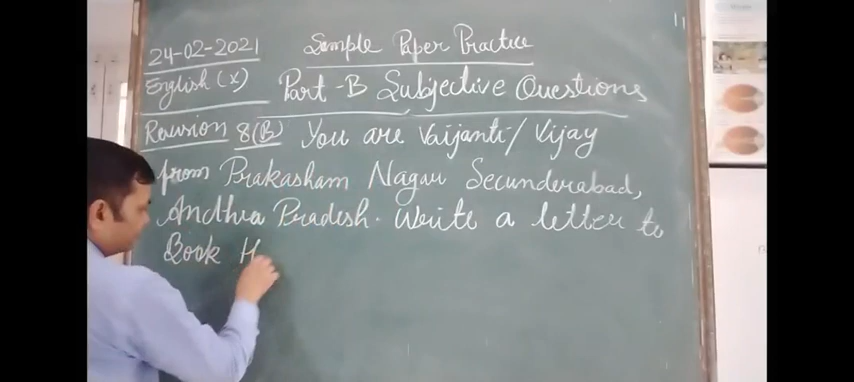 24-02-2021 Sample Paper Practice
English (X) Part-B Subjective Questions
Revision 8(B) You are Vaijanti/Vijay
from Prakasham Nagar Secunderabad,
Andhra Pradesh. Write a letter to
Book H